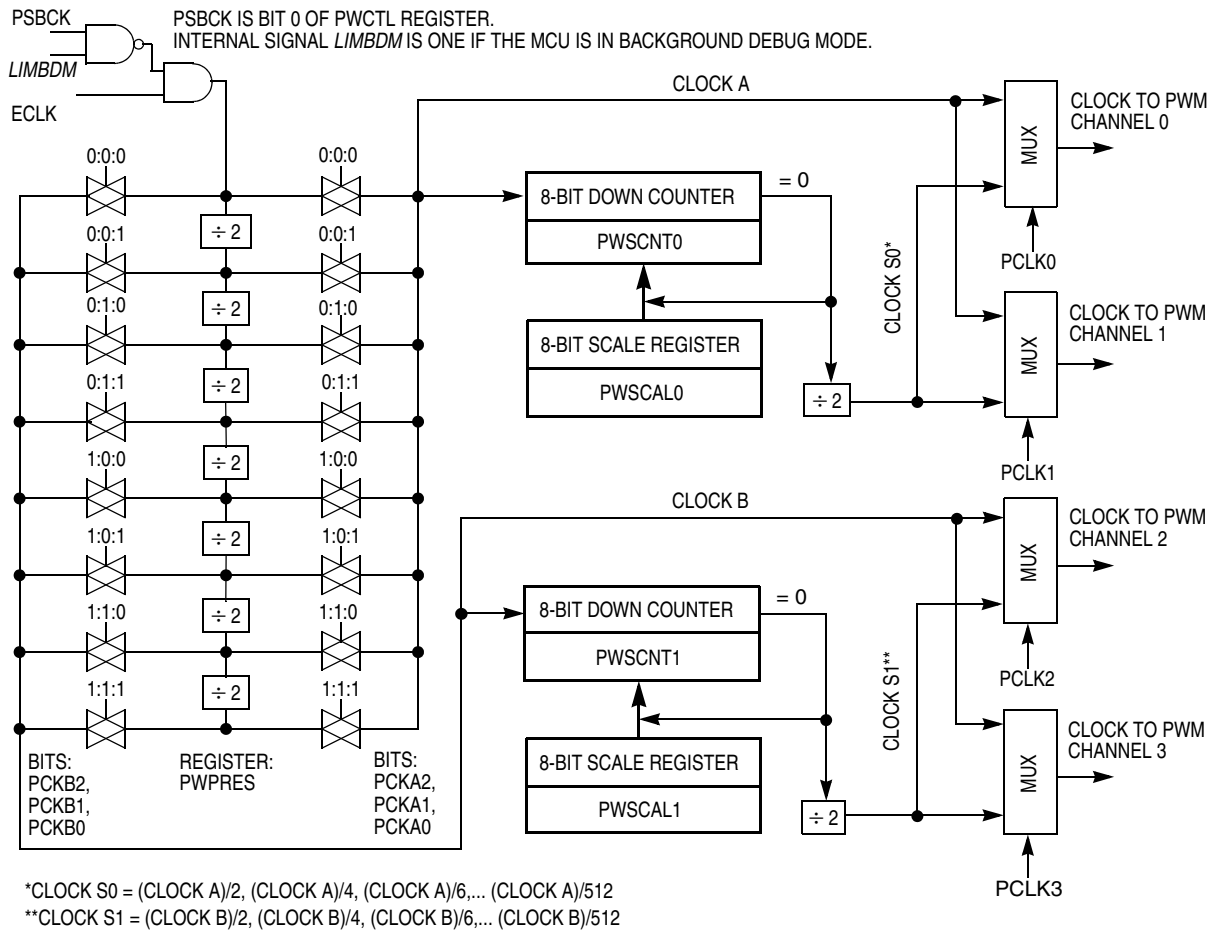 PSBCK
PSBCK IS BIT 0 OF PWCTL REGISTER.
INTERNAL SIGNAL LIMBDM IS ONE IF THE MCU IS IN BACKGROUND DEBUG MODE.
LIMBDM
ECLK
CLOCK A
MUX
CLOCK TO PWM
CHANNEL 0
PCLK0
0:0:0
0:0:0
÷ 2
0:0:1
0:0:1
÷ 2
0:1:0
0:1:0
÷ 2
0:1:1
0:1:1
÷ 2
1:0:0
1:0:0
÷ 2
1:0:1
1:0:1
÷ 2
1:1:0
1:1:0
÷ 2
1:1:1
1:1:1
8-BIT DOWN COUNTER
= 0
PWSCNT0
8-BIT SCALE REGISTER
PWSCAL0
÷ 2
CLOCK S0*
MUX
CLOCK TO PWM
CHANNEL 1
PCLK1
CLOCK B
MUX
CLOCK TO PWM
CHANNEL 2
PCLK2
8-BIT DOWN COUNTER
= 0
PWSCNT1
8-BIT SCALE REGISTER
PWSCAL1
÷ 2
CLOCK S1**
MUX
CLOCK TO PWM
CHANNEL 3
PCLK3
BITS:
PCKB2,
PCKB1,
PCKB0
REGISTER:
PWPRES
BITS:
PCKA2,
PCKA1,
PCKA0
*CLOCK S0 = (CLOCK A)/2, (CLOCK A)/4, (CLOCK A)/6,... (CLOCK A)/512
**CLOCK S1 = (CLOCK B)/2, (CLOCK B)/4, (CLOCK B)/6,... (CLOCK B)/512